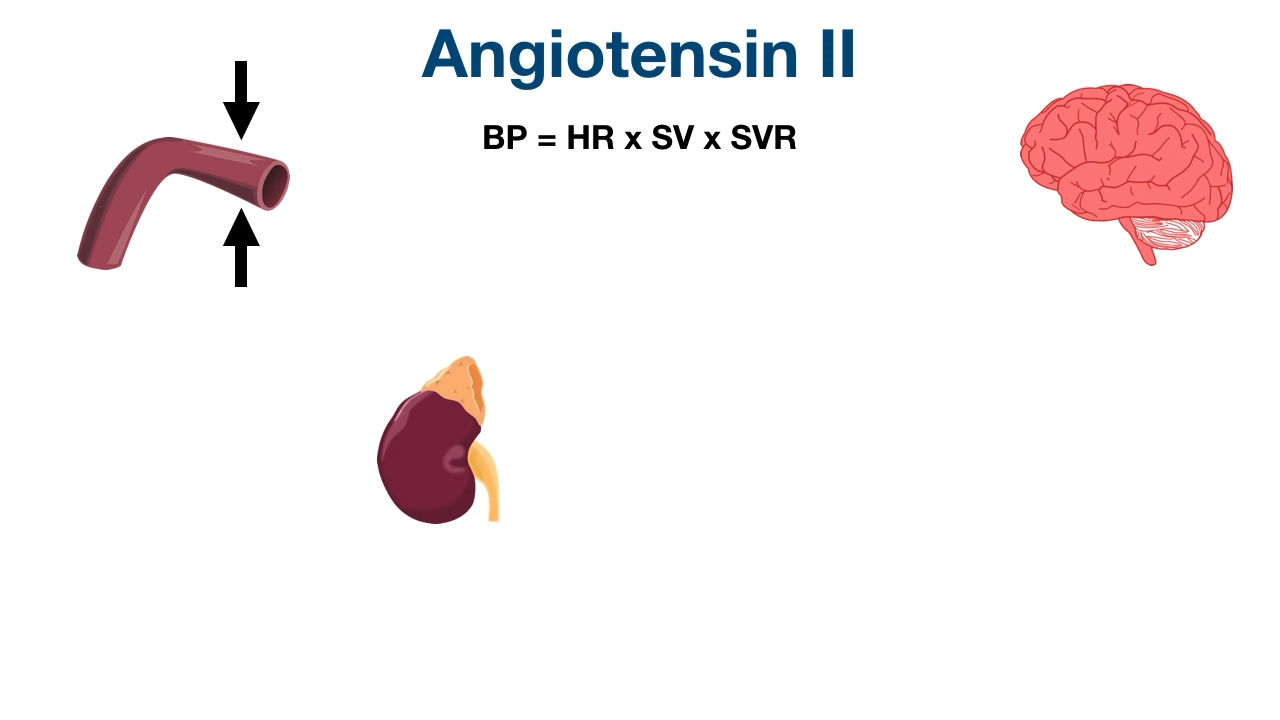 Angiotensin II
BP = HR x SV x SVR